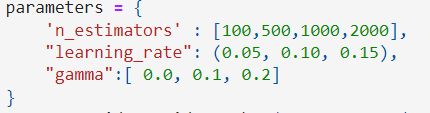 parameters = {
'n_estimators' : [100,500,1000,2000],
"learning_rate": (0.05, 0.10, 0.15),
"gamma":[ 0.0, 0.1, 0.2]
}